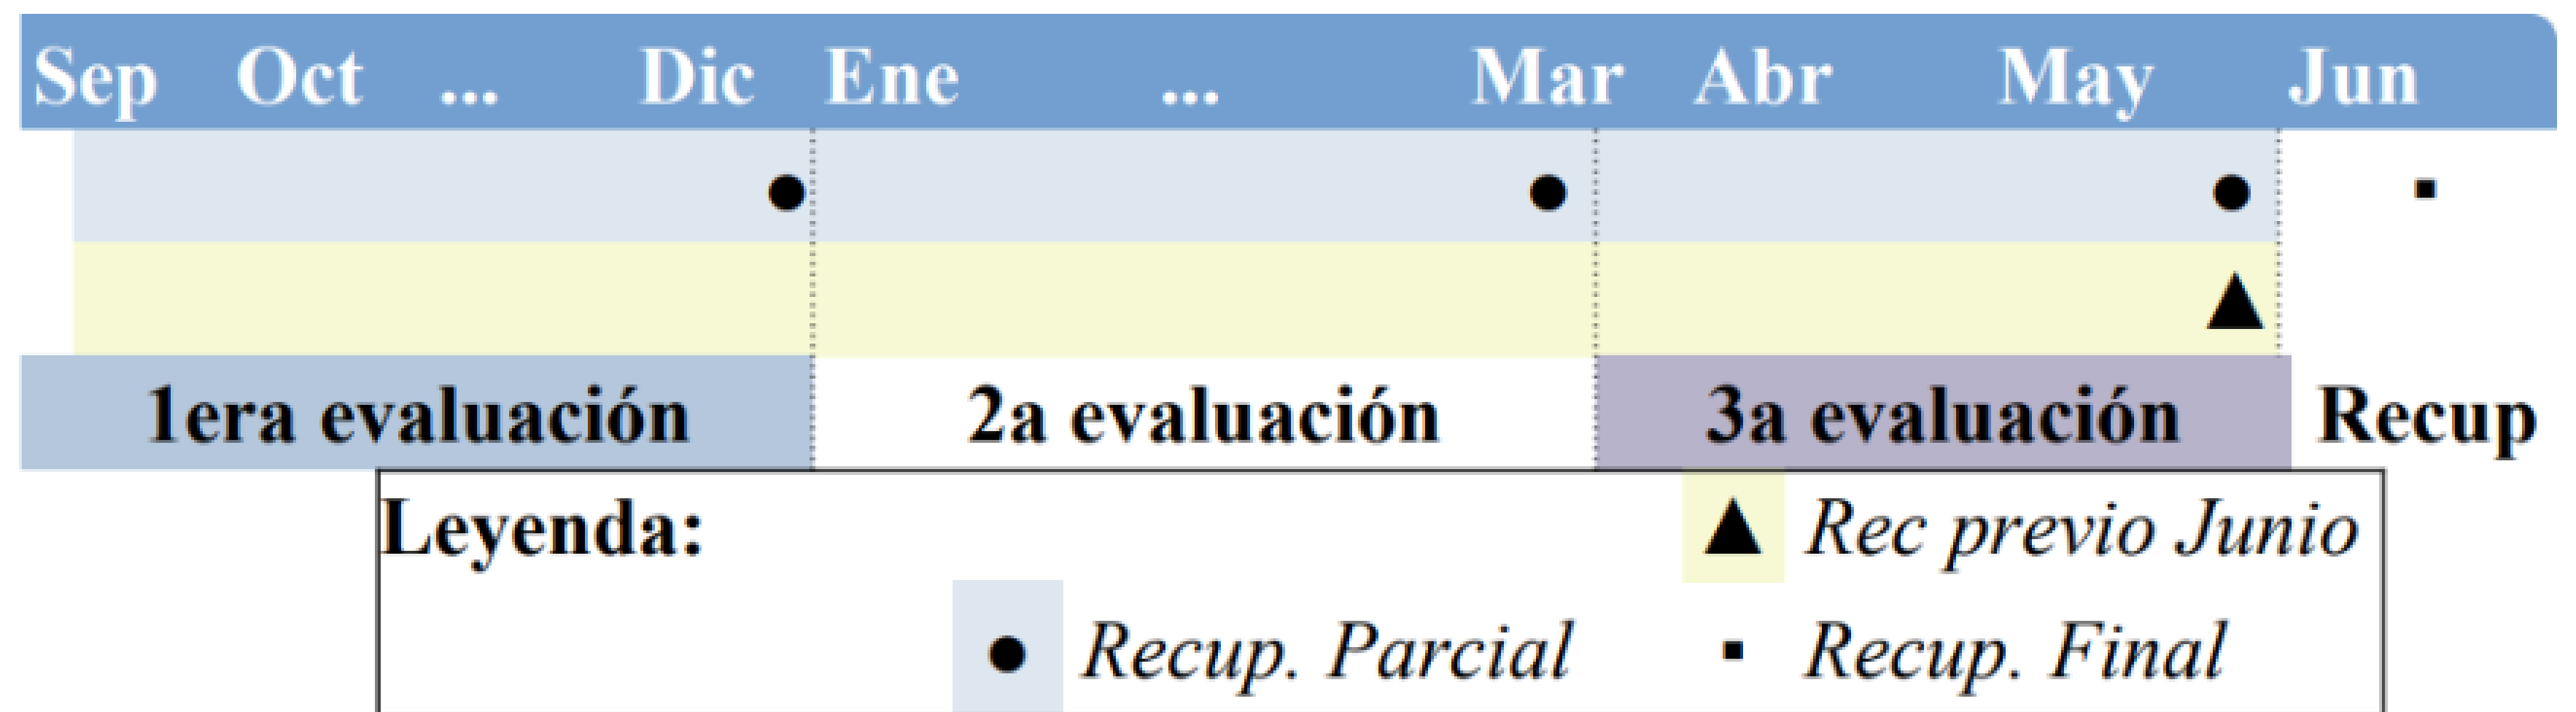 Sep Oct ... Dic Ene ... Mar Abr May Jun
1era evaluación 2a evaluación 3a evaluación Recup
Leyenda: Rec previo Junio
Recup. Parcial Recup. Final